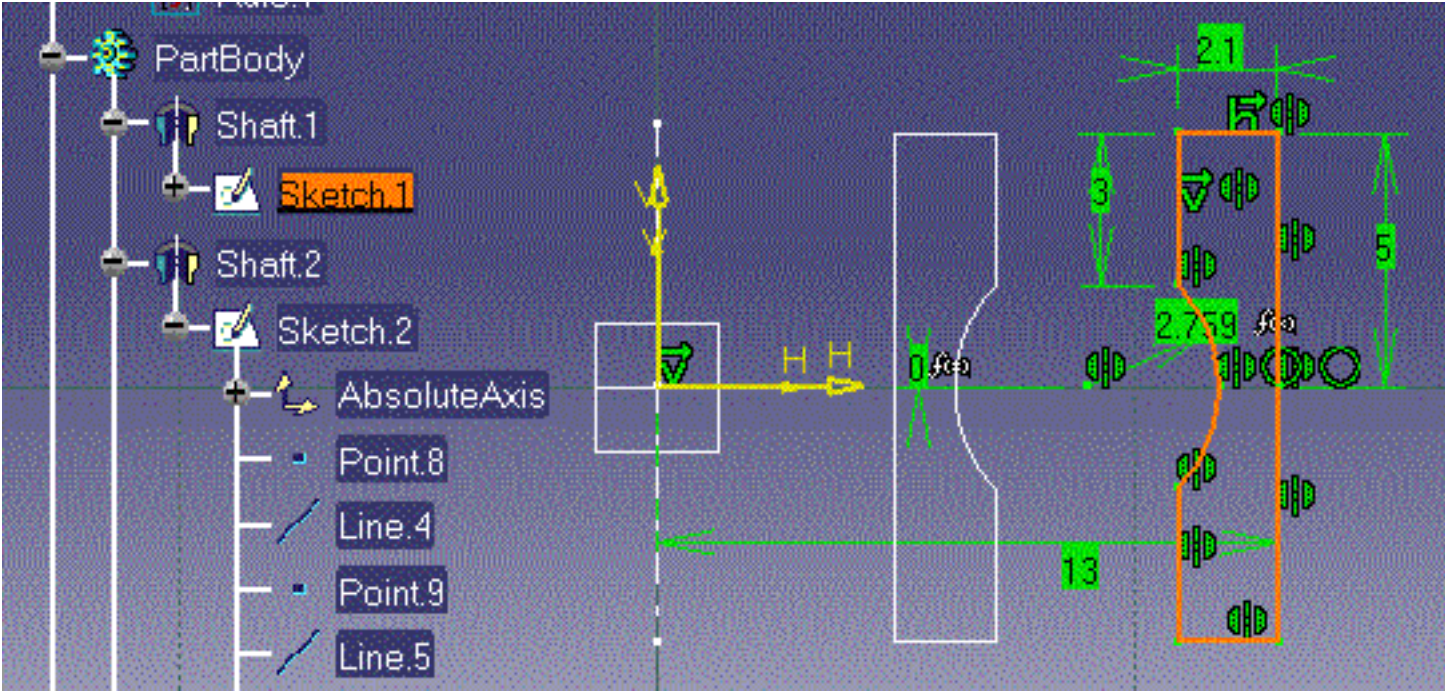 PartBody
Shaft.1
Sketch.1
Shaft.2
Sketch.2
AbsoluteAxis
Point.8
Line.4
Point.9
Line.5
2.1
3
5
2.759
f(x)
0
f(x)
V
V
H
H
13